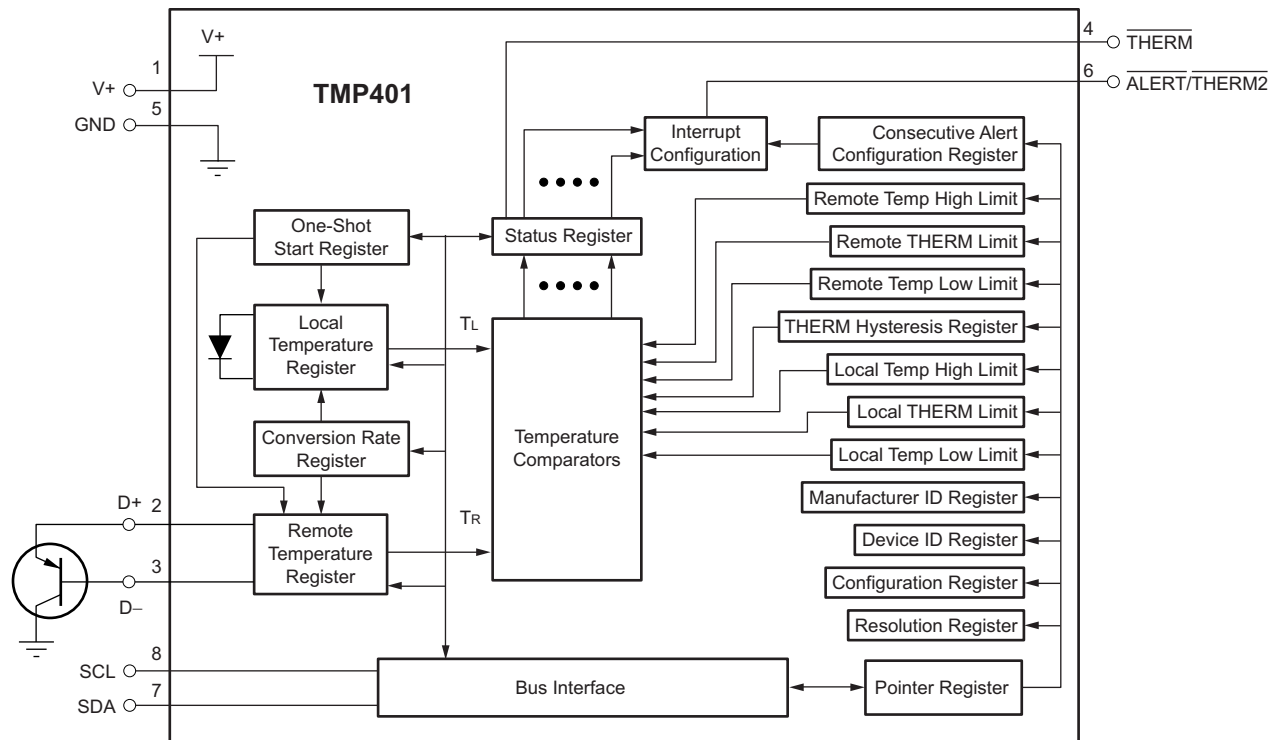 V+
1
V+
5
GND
TMP401
4
THERM
6
ALERT/THERM2
Interrupt
Configuration
Consecutive Alert
Configuration Register
Remote Temp High Limit
One-Shot
Start Register
Status Register
Remote THERM Limit
Remote Temp Low Limit
THERM Hysteresis Register
Local
Temperature
Register
TL
Local Temp High Limit
Local THERM Limit
Conversion Rate
Register
Temperature
Comparators
Local Temp Low Limit
Manufacturer ID Register
D+
2
Remote
Temperature
Register
TR
Device ID Register
3
D–
Configuration Register
Resolution Register
8
SCL
7
SDA
Bus Interface
Pointer Register